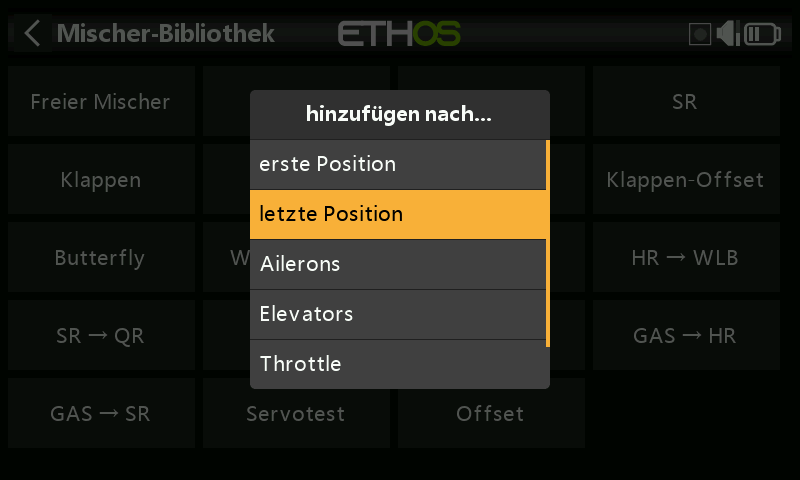 Mischer-Bibliothek
ETHOS
Freier Mischer
SR
Klappen
Klappen-Offset
Butterfly
W
HR → WLB
SR → QR
GAS → HR
GAS → SR
Servotest
Offset
hinzufügen nach...
erste Position
letzte Position
Ailerons
Elevators
Throttle